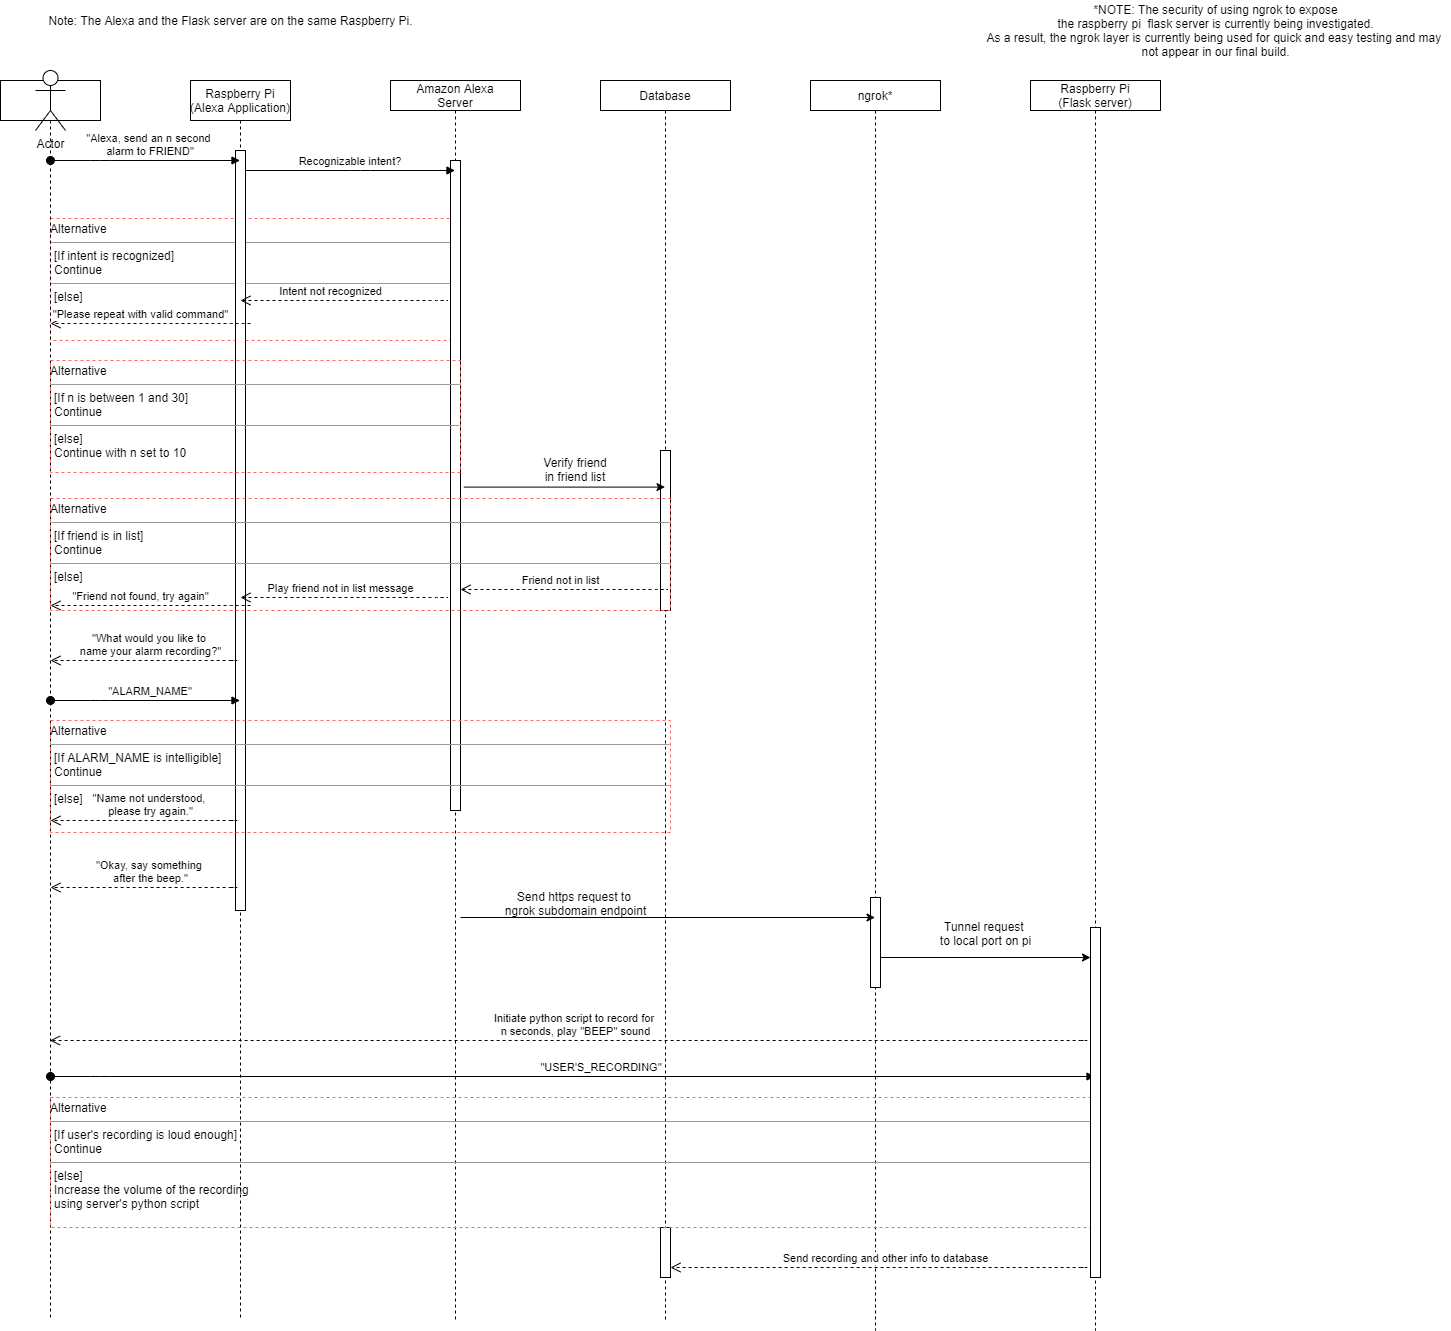 Note: The Alexa and the Flask server are on the same Raspberry Pi.
*NOTE: The security of using ngrok to expose
the raspberry pi flask server is currently being investigated.
As a result, the ngrok layer is currently being used for quick and easy testing and may
not appear in our final build.
Actor
Raspberry Pi
(Alexa Application)
Amazon Alexa
Server
Database
ngrok*
Raspberry Pi
(Flask server)
"Alexa, send an n second
alarm to FRIEND"
Recognizable intent?
Alternative
[If intent is recognized]
Continue
[else]
Intent not recognized
"Please repeat with valid command"
Alternative
[If n is between 1 and 30]
Continue
[else]
Continue with n set to 10
Verify friend
in friend list
Alternative
[If friend is in list]
Continue
[else]
Friend not in list
Play friend not in list message
"Friend not found, try again"
"What would you like to
name your alarm recording?"
"ALARM_NAME"
Alternative
[If ALARM_NAME is intelligible]
Continue
[else]
"Name not understood,
please try again."
"Okay, say something
after the beep."
Send https request to
ngrok subdomain endpoint
Tunnel request
to local port on pi
Initiate python script to record for
n seconds, play "BEEP" sound
"USER'S_RECORDING"
Alternative
[If user's recording is loud enough]
Continue
[else]
Increase the volume of the recording
using server's python script
Send recording and other info to database